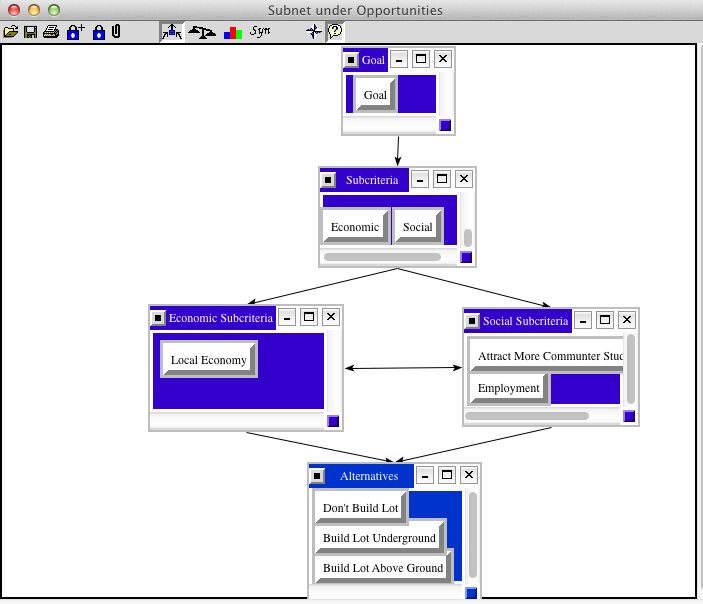 Subnet under Opportunities
Syn
Goal
Goal
Subcriteria
Economic
Social
Economic Subcriteria
Local Economy
Social Subcriteria
Attract More Communter Stud
Employment
Alternatives
Don't Build Lot
Build Lot Underground
Build Lot Above Ground